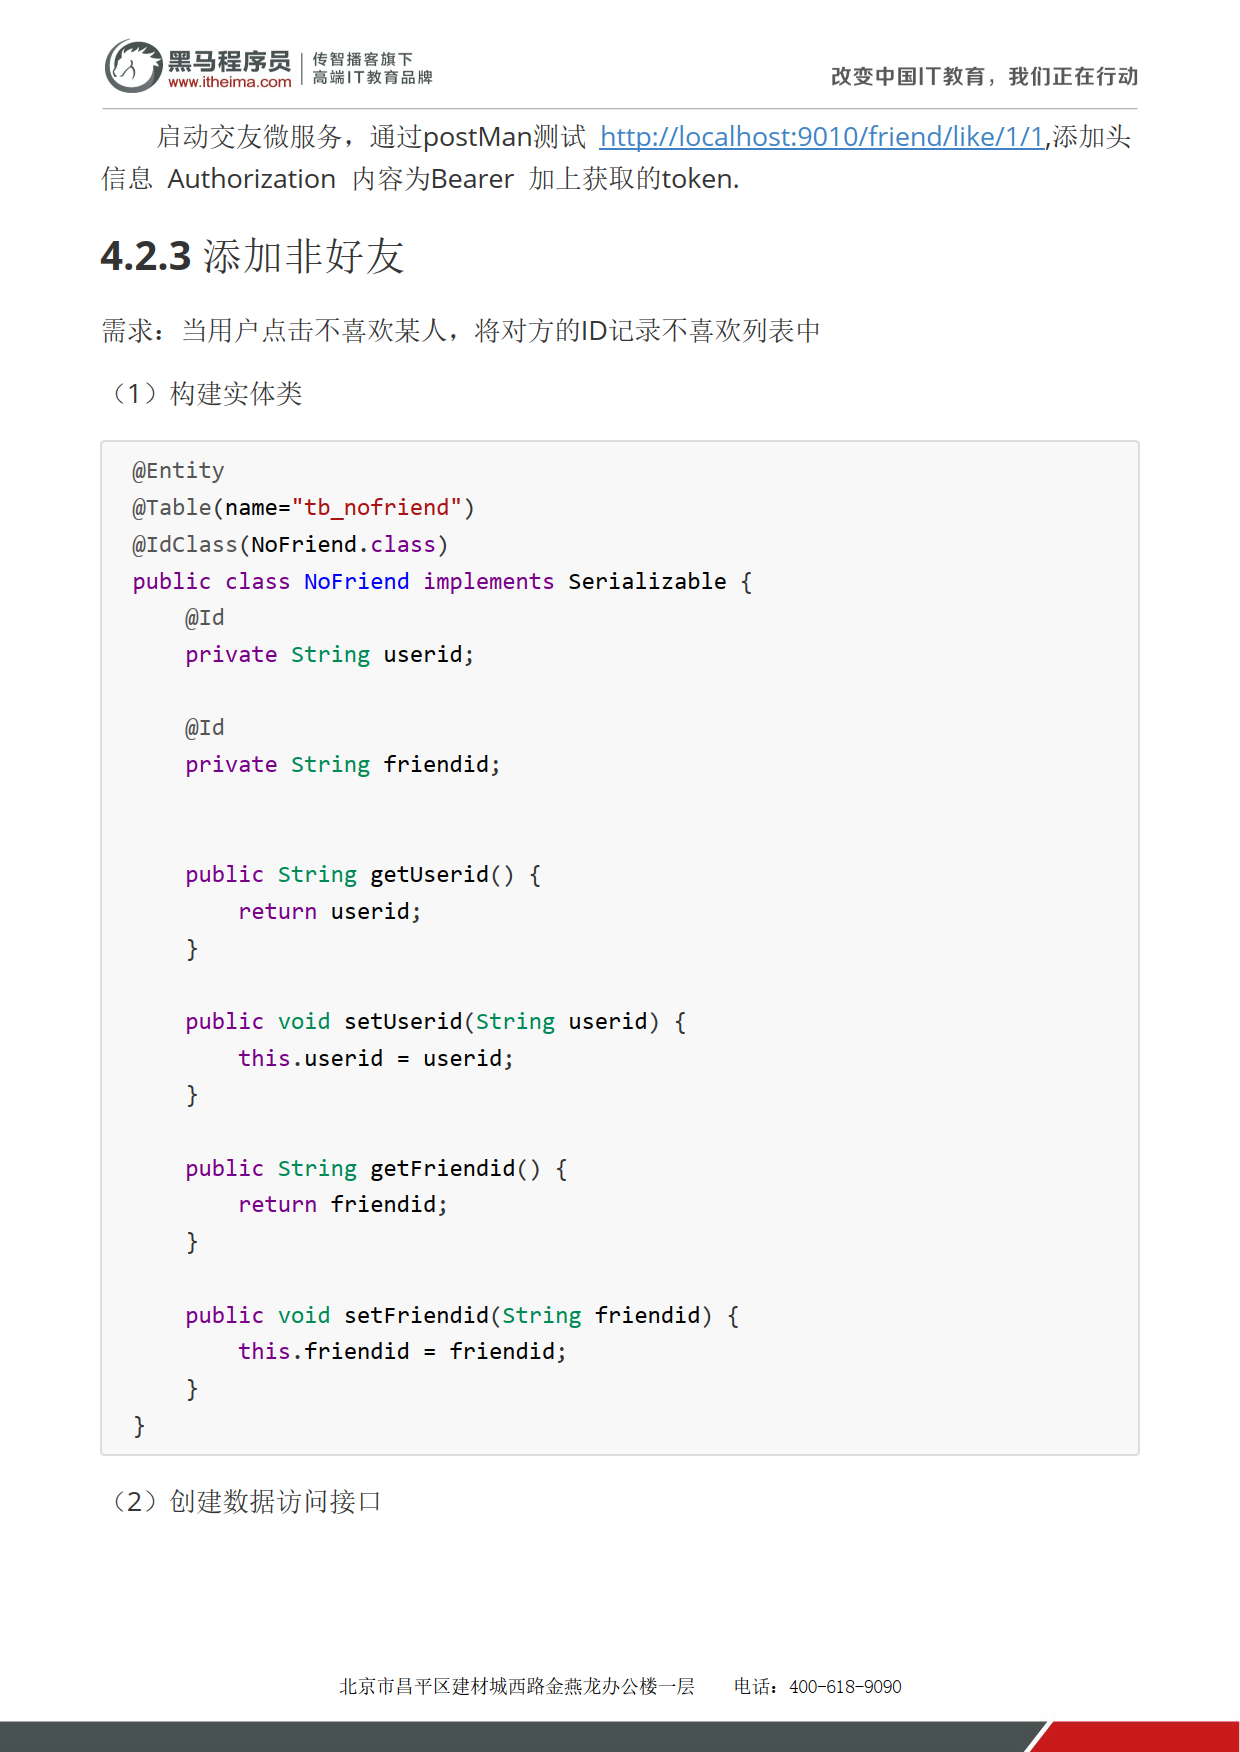 黑马程序员
www.itheima.com
传智播客旗下
高端IT教育品牌
改变中国IT教育，我们正在行动
启动交友微服务，通过postMan测试 http://localhost:9010/friend/like/1/1,添加头
信息 Authorization 内容为Bearer 加上获取的token.
4.2.3 添加非好友
需求：当用户点击不喜欢某人，将对方的ID记录不喜欢列表中
（1）构建实体类
@Entity
@Table(name="tb_nofriend")
@IdClass(NoFriend.class)
public class NoFriend implements Serializable {
    @Id
    private String userid;
    @Id
    private String friendid;
    public String getUserid() {
        return userid;
    }
    public void setUserid(String userid) {
        this.userid = userid;
    }
    public String getFriendid() {
        return friendid;
    }
    public void setFriendid(String friendid) {
        this.friendid = friendid;
    }
}
（2）创建数据访问接口
北京市昌平区建材城西路金燕龙办公楼一层 电话：400-618-9090